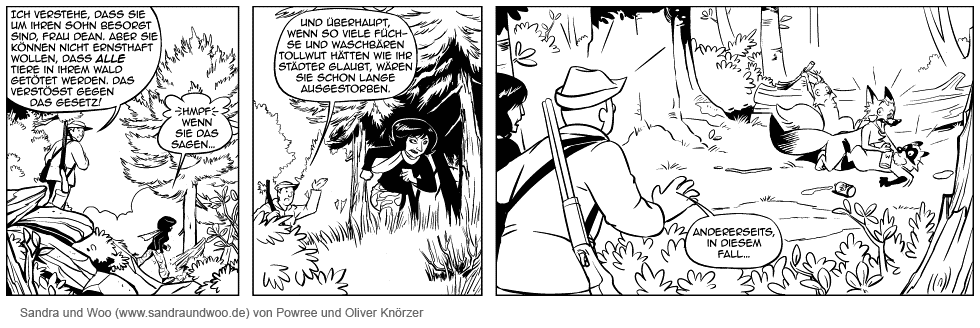 ICH VERSTEHE, DASS SIE
UM IHREN SOHN BESORGT
SIND, FRAU DEAN. ABER SIE
KÖNNEN NICHT ERNSTHAFT
WOLLEN, DASS ALLE
TIERE IN IHREM WALD
GETÖTET WERDEN. DAS
VERSTÖSST GEGEN
DAS GESETZ!
»HMPF«
WENN
SIE DAS
SAGEN...
UND ÜBERHAUPT,
WENN SO VIELE FÜCH-
SE UND WASCHBÄREN
TOLLWUT HÄTTEN WIE IHR
STÄDTER GLAUBT, WÄREN
SIE SCHON LANGE
AUSGESTORBEN.
ANDERERSEITS,
IN DIESEM
FALL...
Sandra und Woo (www.sandraundwoo.de) von Powree und Oliver Knörzer